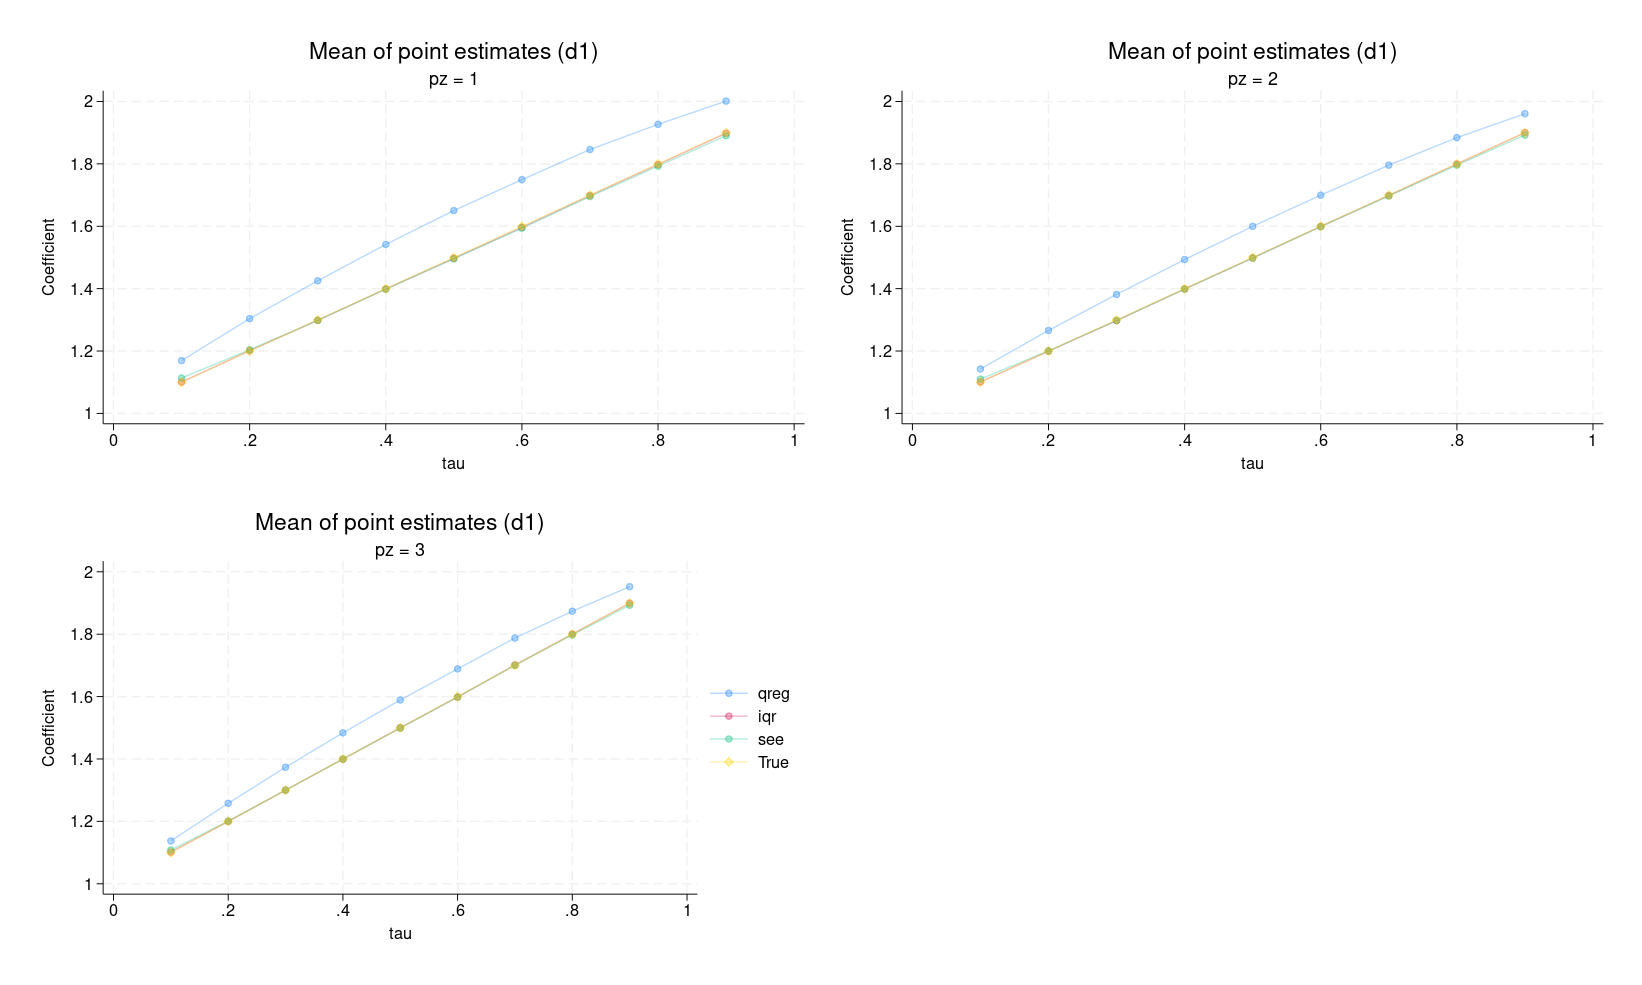 Mean of point estimates (d1)
pz = 1
2
1.8
1.6
1.4
1.2
1
Coefficient
0 .2 .4 .6 .8 1
tau
Mean of point estimates (d1)
pz = 2
2
1.8
1.6
1.4
1.2
1
Coefficient
0 .2 .4 .6 .8 1
tau
Mean of point estimates (d1)
pz = 3
2
1.8
1.6
1.4
1.2
1
Coefficient
0 .2 .4 .6 .8 1
tau
qreg
iqr
see
True